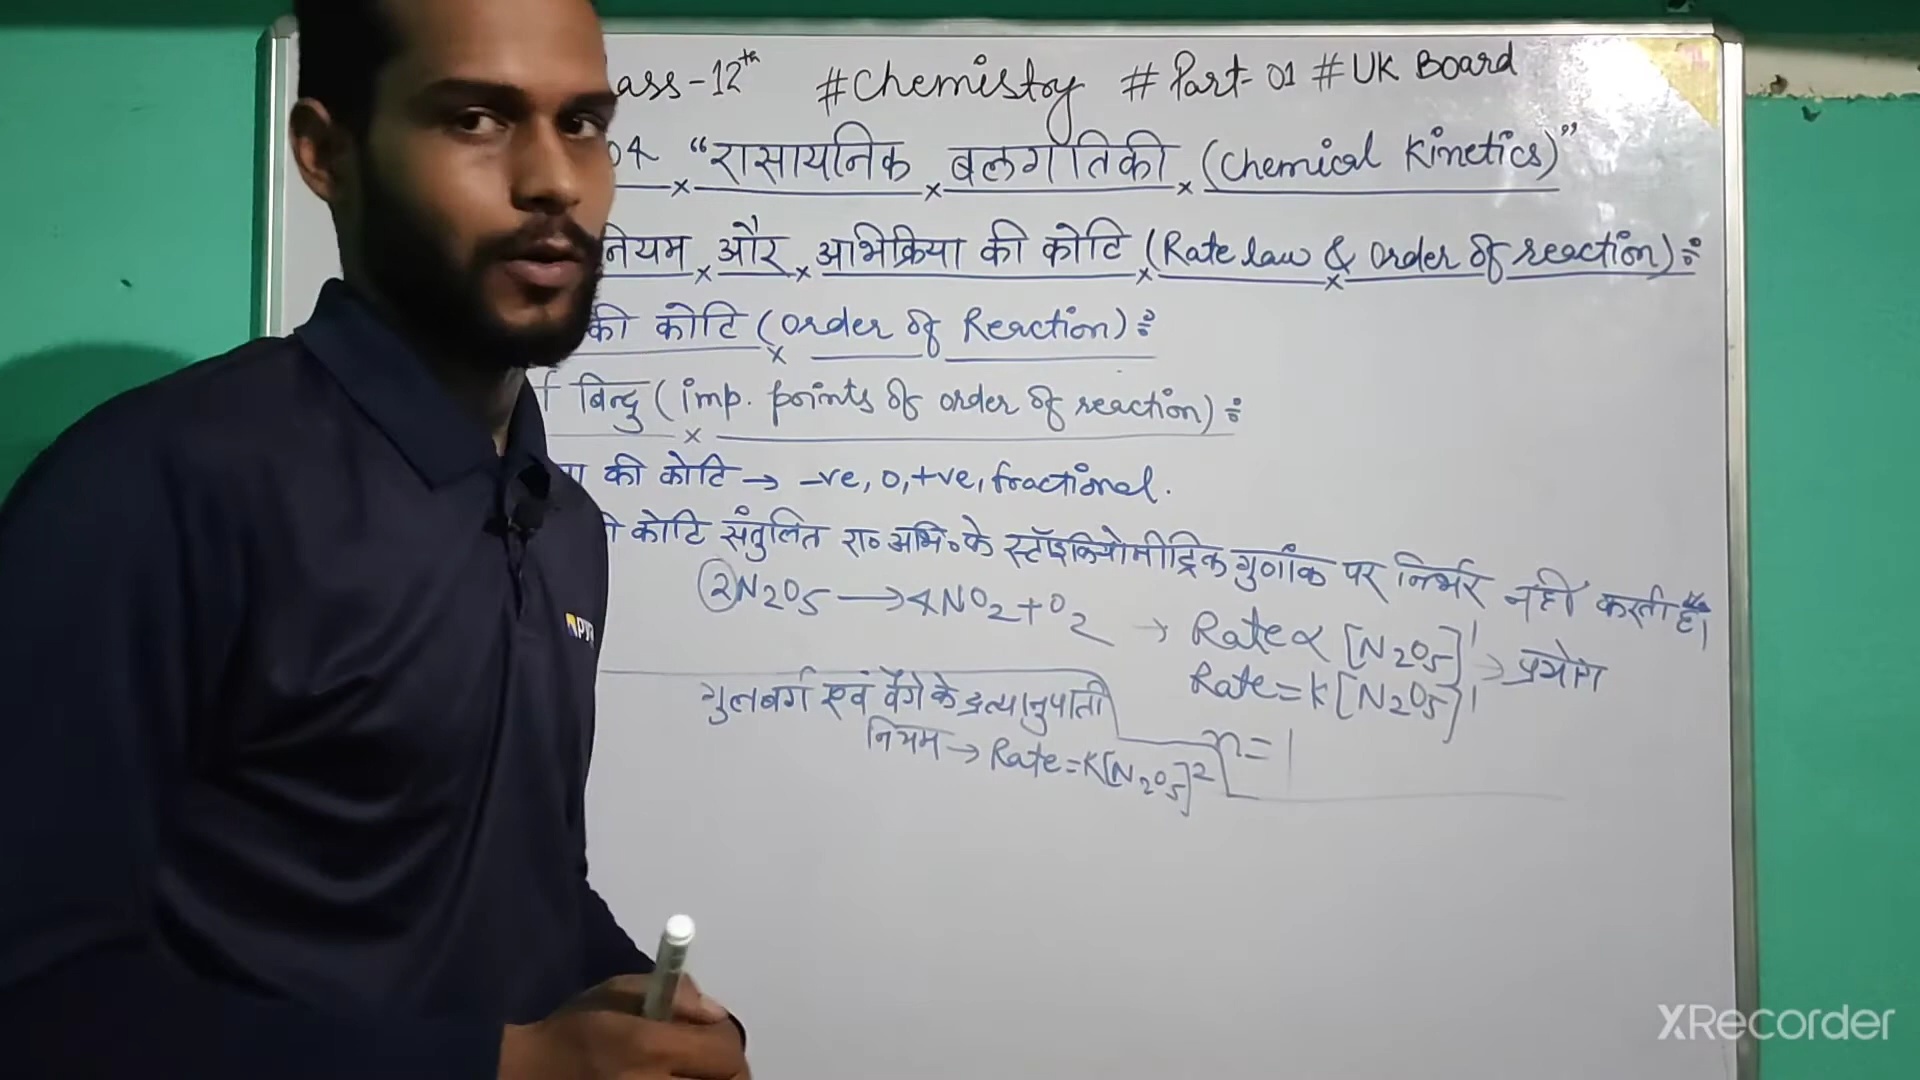 ass-12th #Chemistry # Part-01 # UK Board
04 “रासायनिक बलगतिकी (Chemical Kinetics)”
नियम और अभिक्रिया की कोटि (Rate law & order of reaction):
की कोटि (order of Reaction):
बिन्दु (imp. points of order of reaction):
की कोटि → -ve, 0, +ve, fractional.
कोटि संतुलित रा० अभि० के स्टॉइकियोमीट्रिक गुणांक पर निर्भर नहीं करती है।
2N2O5 → 4NO2 + O2 → Rate ∝ [N2O5]1
Rate = K[N2O5]1 → प्रयोग
n = 1
गुलबर्ग एवं वेंगे के द्रत्यानुपाती
नियम → Rate = K[N2O5]2
XRecorder